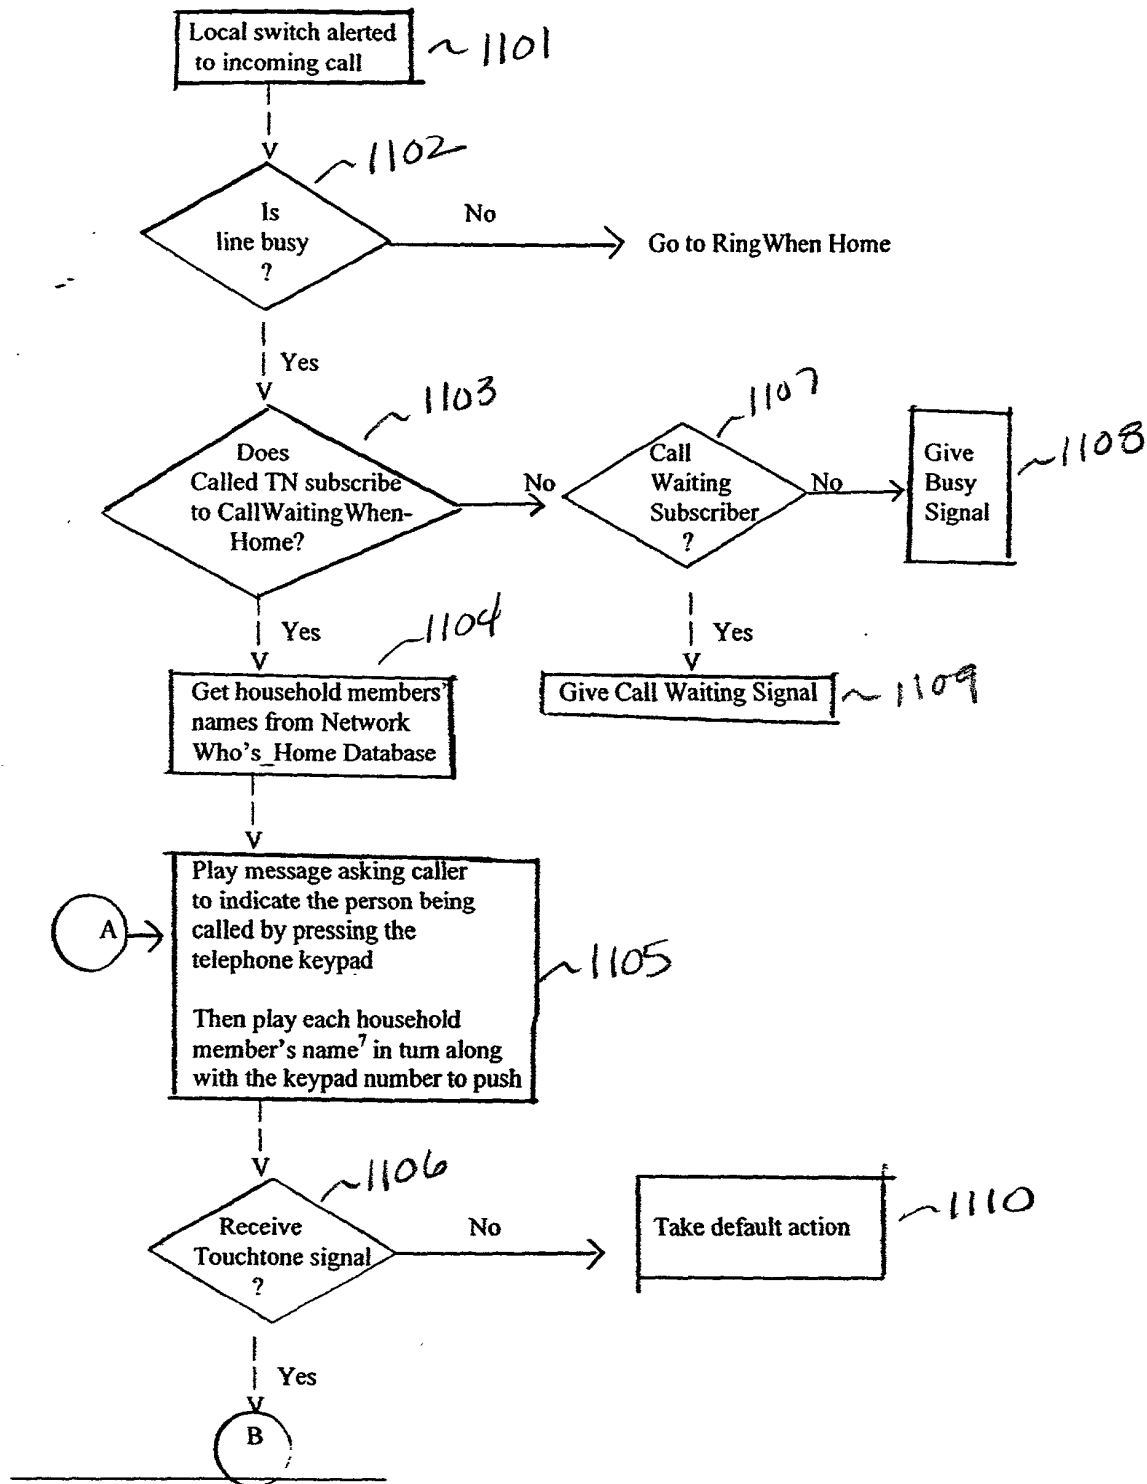 Local switch alerted
to incoming call
~ 1101
V
1102
Is
line busy
?
No
Go to RingWhen Home
Yes
V
1103
Does
Called TN subscribe
to CallWaitingWhen-
Home?
No
1107
Call
Waiting
Subscriber
?
No
Give
Busy
Signal
1108
Yes
V
1104
Get household members'
names from Network
Who's_Home Database
Yes
V
Give Call Waiting Signal
1109
V
A
Play message asking caller
to indicate the person being
called by pressing the
telephone keypad
Then play each household
member's name⁷ in turn along
with the keypad number to push
1105
V
1106
Receive
Touchtone signal
?
No
Take default action
1110
Yes
V
B